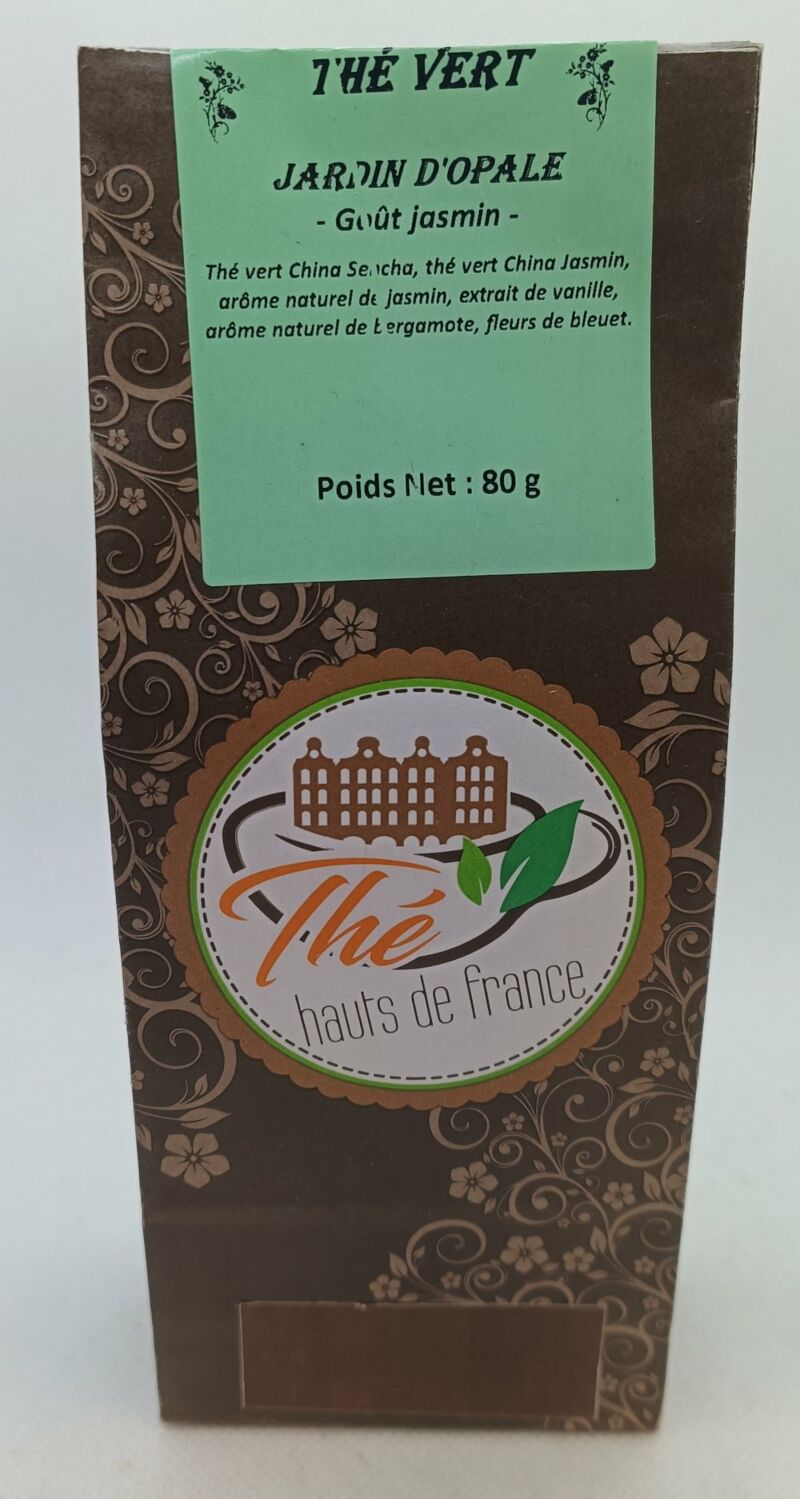 THÉ VERT
JARDIN D'OPALE
- Goût jasmin -
Thé vert China Sencha, thé vert China Jasmin,
arôme naturel de jasmin, extrait de vanille,
arôme naturel de bergamote, fleurs de bleuet.
Poids Net : 80 g
Thé
hauts de france